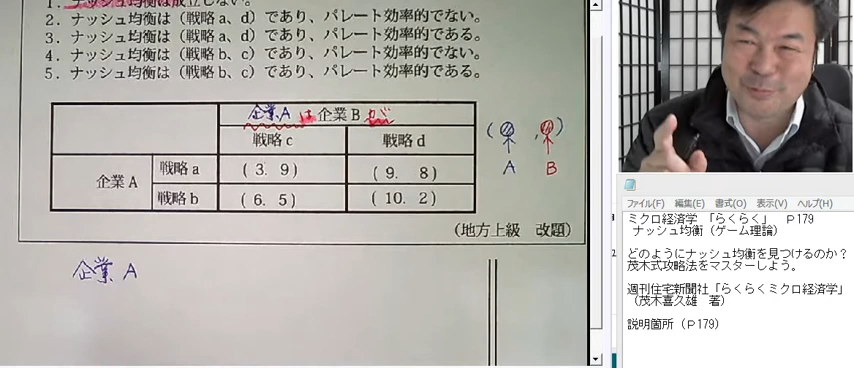 1. ナッシュ均衡は成立しない。
2. ナッシュ均衡は（戦略a、d）であり、パレート効率的でない。
3. ナッシュ均衡は（戦略a、d）であり、パレート効率的である。
4. ナッシュ均衡は（戦略b、c）であり、パレート効率的でない。
5. ナッシュ均衡は（戦略b、c）であり、パレート効率的である。
企業A は 企業B が
戦略c 戦略d
企業A 戦略a (3. 9) (9. 8)
戦略b (6. 5) (10. 2)
A B
(地方上級 改題)
企業 A
ファイル(F) 編集(E) 書式(O) 表示(V) ヘルプ(H)
ミクロ経済学 「らくらく」 P179
ナッシュ均衡（ゲーム理論）
どのようにナッシュ均衡を見つけるのか？
茂木式攻略法をマスターしよう。
週刊住宅新聞社「らくらくミクロ経済学」
（茂木喜久雄 著）
説明箇所（P179）